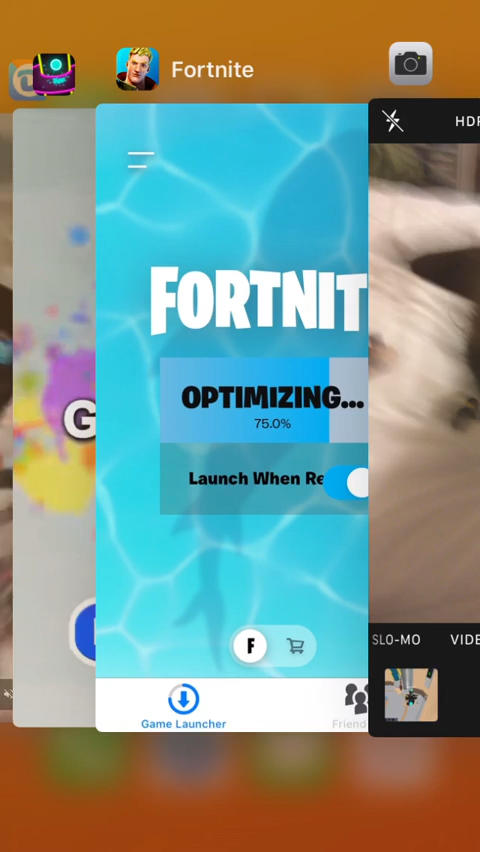 Fortnite
HDR
FORTNIT
OPTIMIZING...
75.0%
Launch When Re
F
Game Launcher
Friend
G
SLO-MO
VIDE